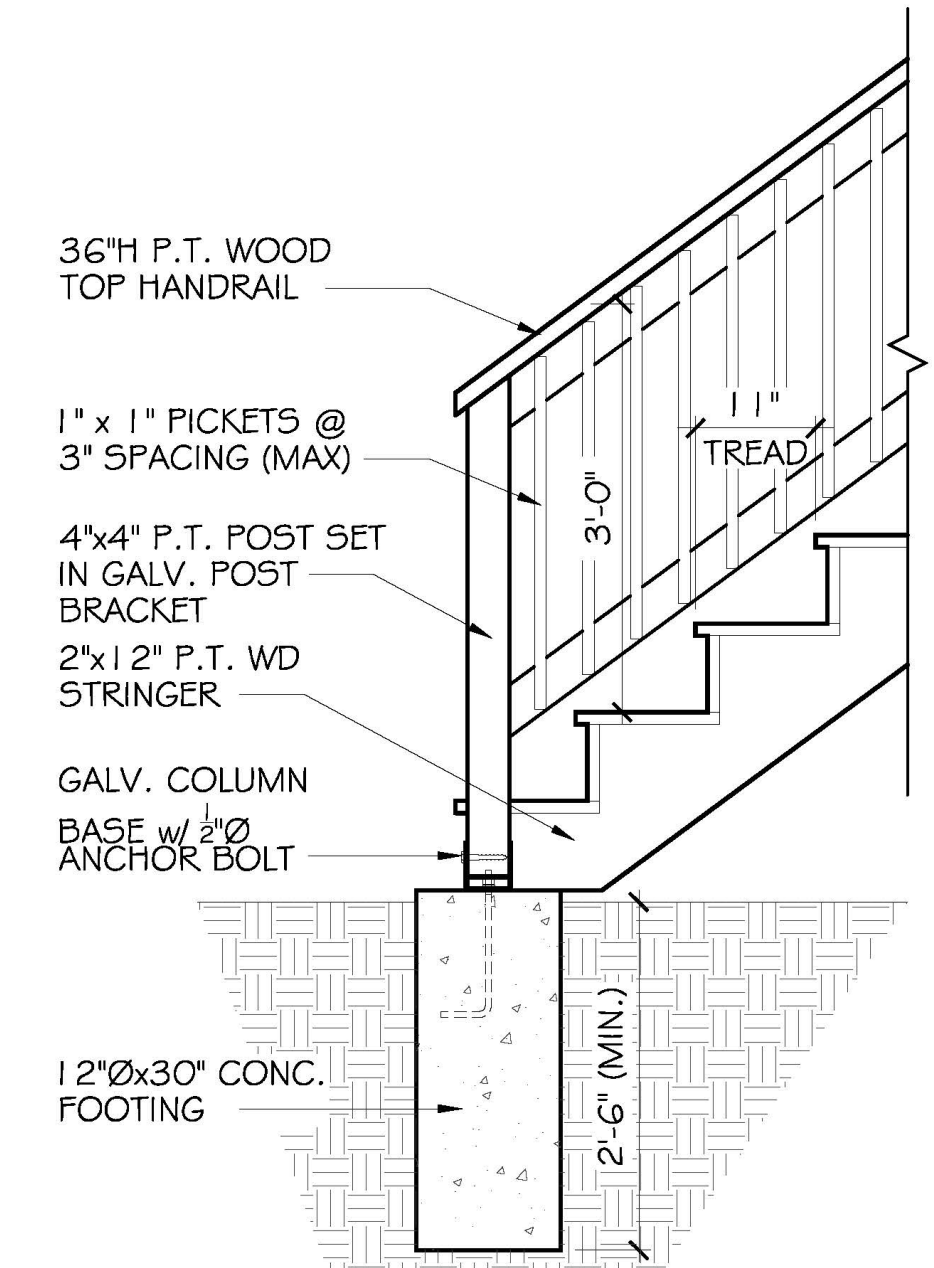 36"H P.T. WOOD
TOP HANDRAIL
1" x 1" PICKETS @
3" SPACING (MAX)
4"x4" P.T. POST SET
IN GALV. POST
BRACKET
2"x12" P.T. WD
STRINGER
GALV. COLUMN
BASE w/ 1/2"Ø
ANCHOR BOLT
12"Øx30" CONC.
FOOTING
11"
TREAD
3'-0"
2'-6" (MIN.)